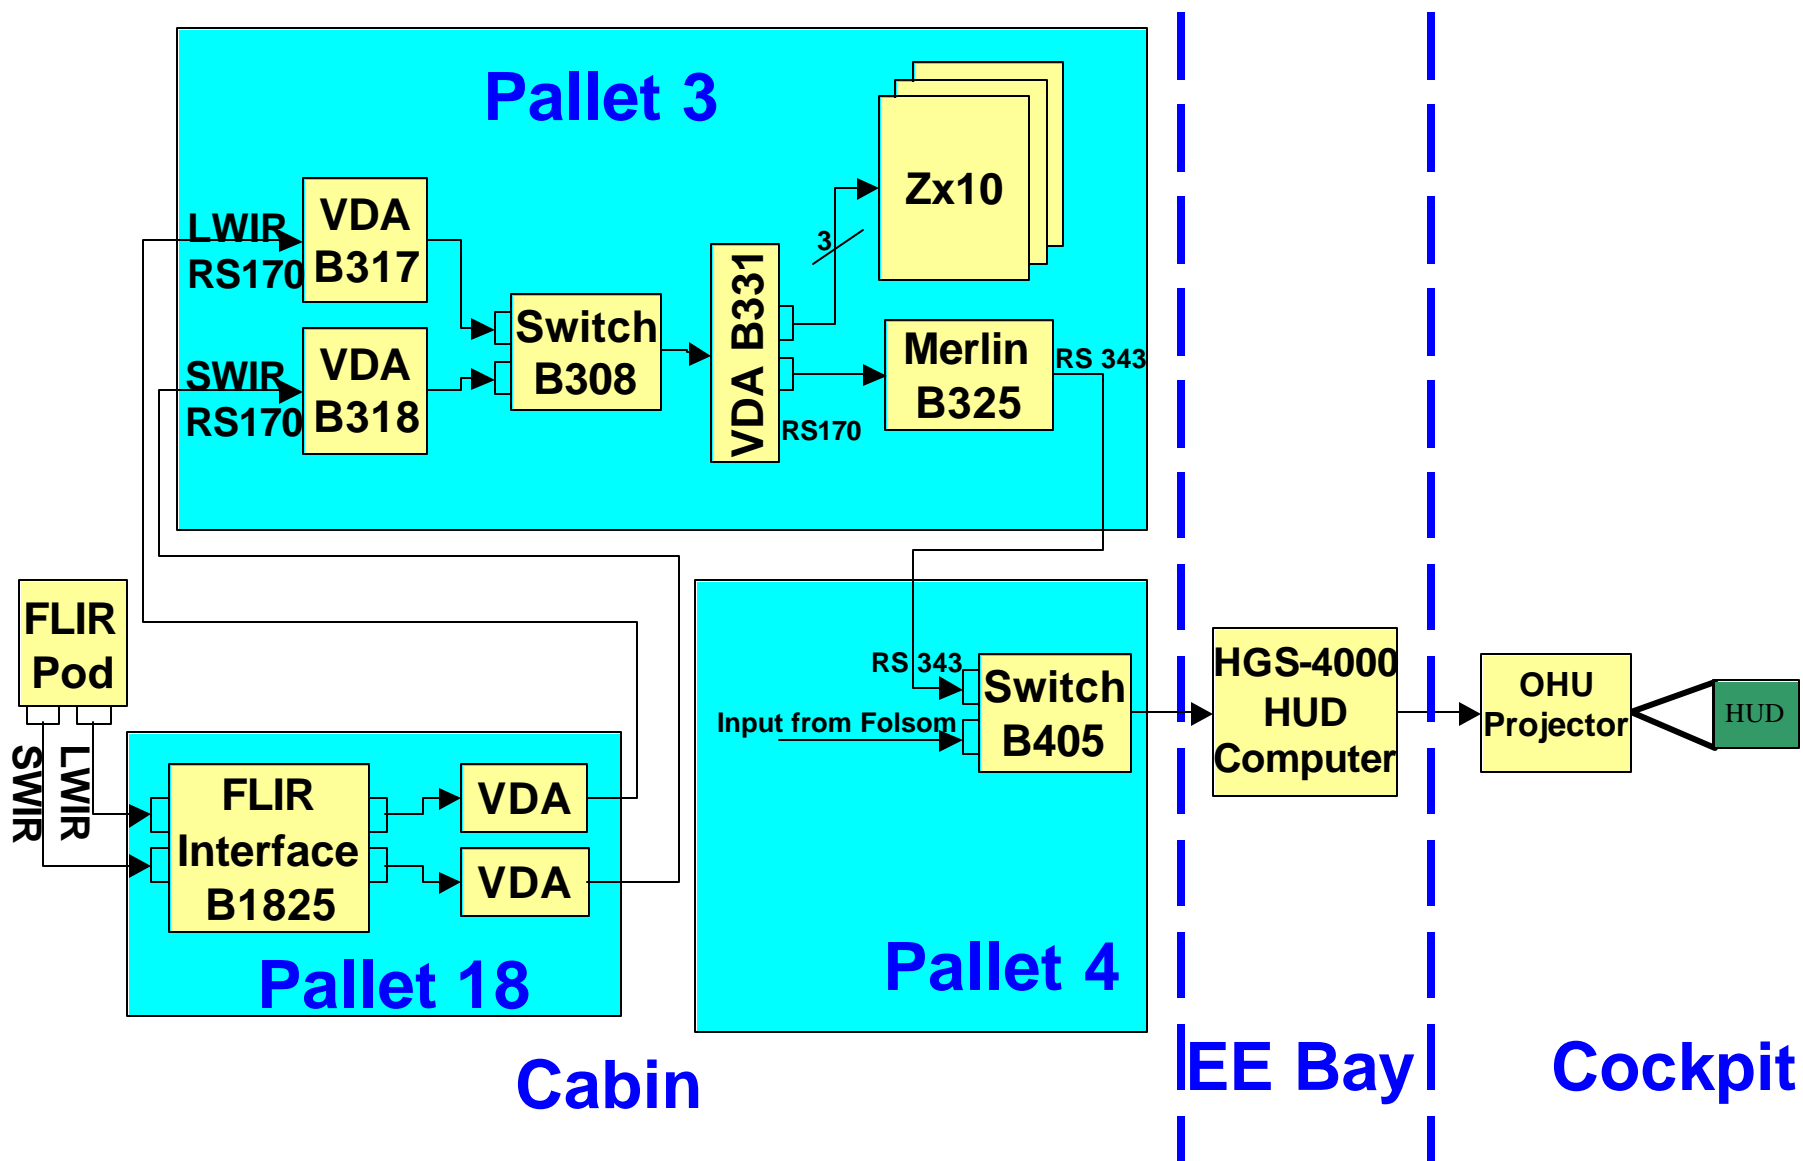 Pallet 3
Zx10
3
VDA
B317
LWIR
RS170
VDA
B318
SWIR
RS170
Switch
B308
VDA B331
RS170
Merlin
B325
RS 343
FLIR
Pod
SWIR
LWIR
FLIR
Interface
B1825
VDA
VDA
Pallet 18
RS 343
Input from Folsom
Switch
B405
Pallet 4
HGS-4000
HUD
Computer
OHU
Projector
HUD
Cabin
EE Bay
Cockpit